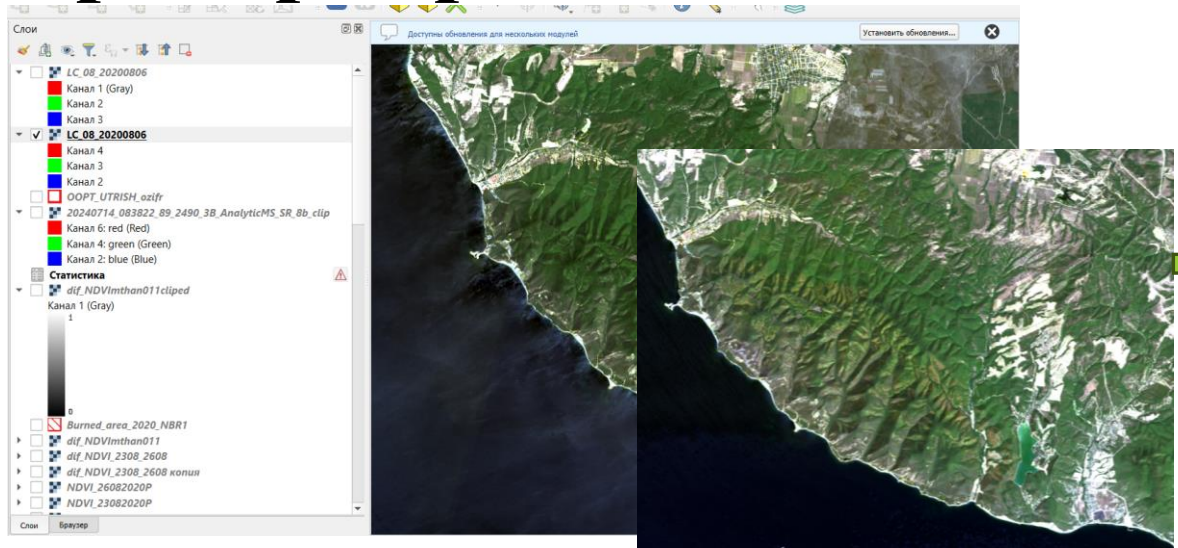 Слои
Доступны обновления для нескольких модулей
Установить обновления...
LC_08_20200806
Канал 1 (Gray)
Канал 2
Канал 3
LC_08_20200806
Канал 4
Канал 3
Канал 2
OOPT_UTRISH_ozifr
20240714_083822_89_2490_3B_AnalyticMS_SR_8b_clip
Канал 6: red (Red)
Канал 4: green (Green)
Канал 2: blue (Blue)
Статистика
dif_NDVImthan011cliped
Канал 1 (Gray)
1
0
Burned_area_2020_NBR1
dif_NDVImthan011
dif_NDVI_2308_2608
dif_NDVI_2308_2608 копия
NDVI_26082020P
NDVI_23082020P
Слои
Браузер